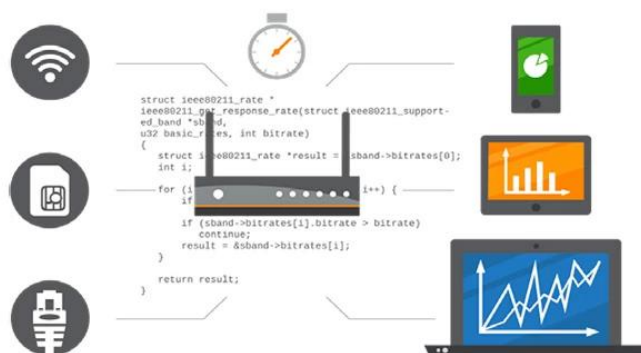 struct ieee80211_rate *
ieee80211_get_response_rate(struct ieee80211_support-
ed_band *sband,
u32 basic_rates, int bitrate)
{
struct ieee80211_rate *result = &sband->bitrates[0];
int i;
for (i i++) {
if
if (sband->bitrates[i].bitrate > bitrate)
continue;
result = &sband->bitrates[i];
}
return result;
}